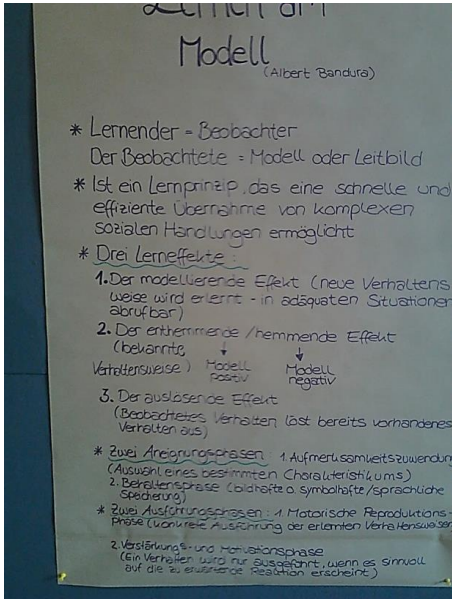 Lernen am
Modell
(Albert Bandura)
* Lernender = Beobachter
Der Beobachtete = Modell oder Leitbild
* Ist ein Lernprinzip, das eine schnelle und
effiziente Übernahme von komplexen
sozialen Handlungen ermöglicht
* Drei Lerneffekte:
1. Der modellierende Effekt (neue Verhaltens
weise wird erlernt - in adäquaten Situationen
abrufbar)
2. Der enthemmende / hemmende Effekt
(bekannte ↓ ↓
Verhaltensweise) Modell Modell
positiv negativ
3. Der auslösende Effekt
(Beobachtetes Verhalten löst bereits vorhandenes
Verhalten aus)
* Zwei Aneignungsphasen: 1. Aufmerksamkeitszuwendung
(Auswahl eines bestimmten Charakteristikums)
2. Behaltensphase (bildhafte o. symbolhafte/sprachliche
Speicherung)
* Zwei Ausführungsphasen: 1. Motorische Reproduktions-
phase (konkrete Ausführung der erlernten Verhaltensweisen
2. Verstärkungs- und Motivationsphase
(Ein Verhalten wird nur ausgeführt, wenn es sinnvoll
auf die zu erwartende Reaktion erscheint)